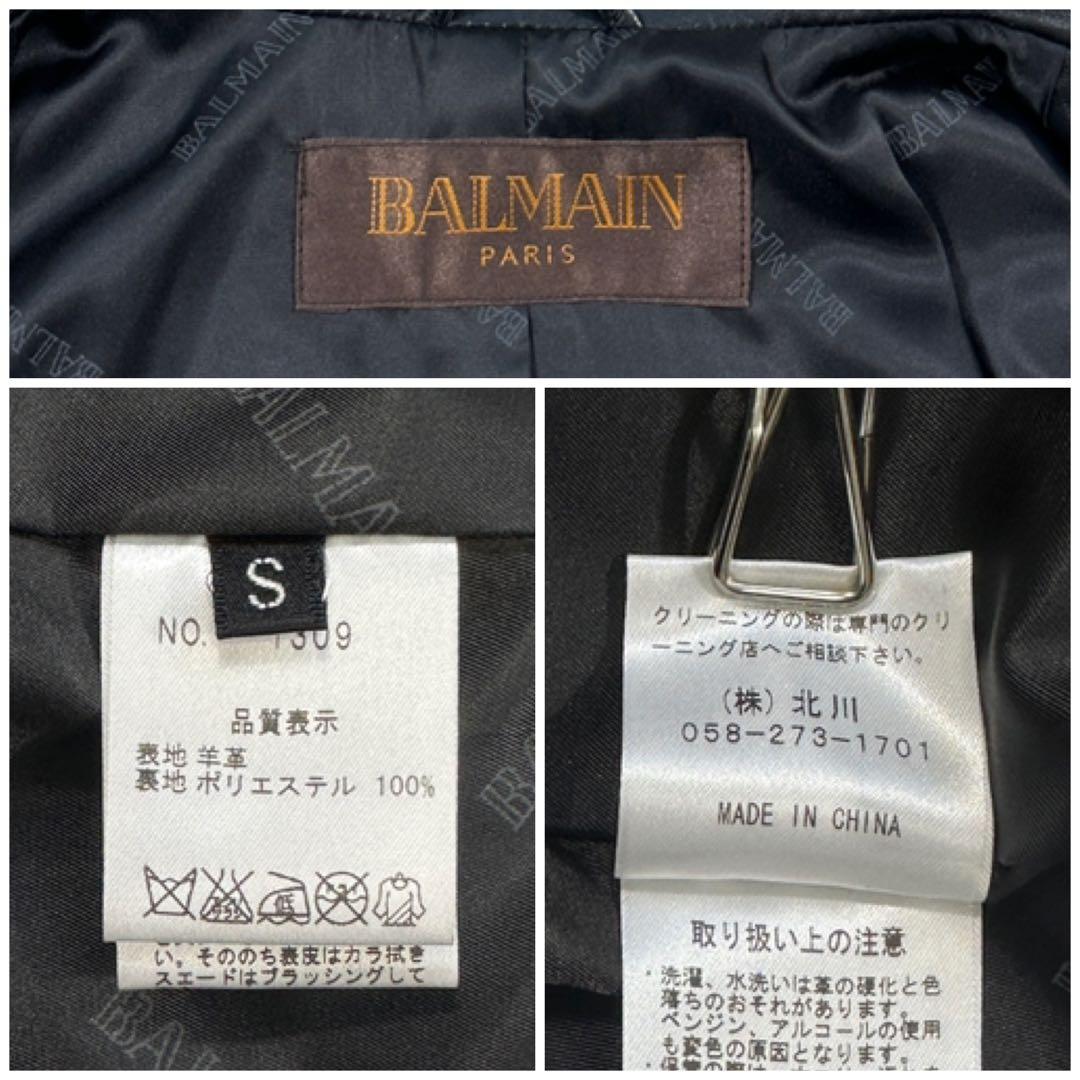 BALMAIN
BALMAIN
BALMAIN
PARIS
BALMAIN
BALMAIN
BALMAIN
BALMAIN
S
NO.
1309
品質表示
表地 羊革
裏地 ポリエステル 100%
低
い。そののち表皮はカラ拭き
スエードはブラッシングして
クリーニングの際は専門のクリ
ーニング店へご相談下さい。
(株) 北川
058-273-1701
MADE IN CHINA
取り扱い上の注意
・洗濯、水洗いは革の硬化と色
落ちのおそれがあります。
ベンジン、アルコールの使用
も変色の原因となります。